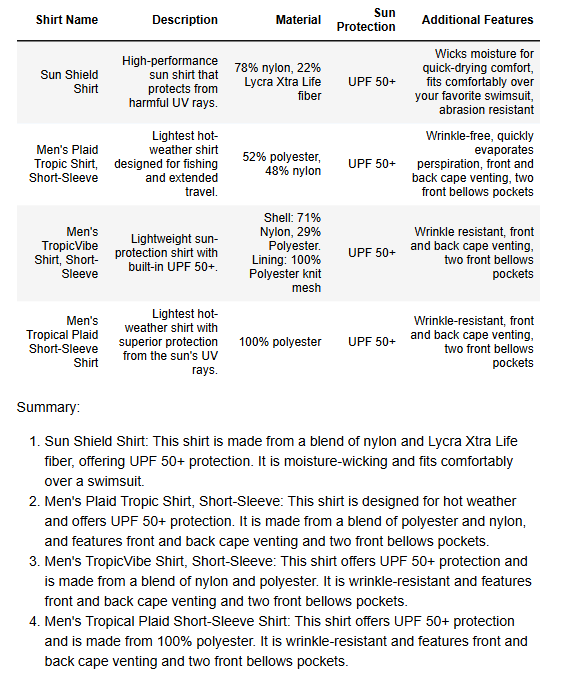 Shirt Name Description Material Sun Protection Additional Features
Sun Shield Shirt
High-performance sun shirt that protects from harmful UV rays.
78% nylon, 22% Lycra Xtra Life fiber
UPF 50+
Wicks moisture for quick-drying comfort, fits comfortably over your favorite swimsuit, abrasion resistant
Men's Plaid Tropic Shirt, Short-Sleeve
Lightest hot-weather shirt designed for fishing and extended travel.
52% polyester, 48% nylon
UPF 50+
Wrinkle-free, quickly evaporates perspiration, front and back cape venting, two front bellows pockets
Men's TropicVibe Shirt, Short-Sleeve
Lightweight sun-protection shirt with built-in UPF 50+.
Shell: 71% Nylon, 29% Polyester. Lining: 100% Polyester knit mesh
UPF 50+
Wrinkle resistant, front and back cape venting, two front bellows pockets
Men's Tropical Plaid Short-Sleeve Shirt
Lightest hot-weather shirt with superior protection from the sun's UV rays.
100% polyester
UPF 50+
Wrinkle-resistant, front and back cape venting, two front bellows pockets
Summary:
1. Sun Shield Shirt: This shirt is made from a blend of nylon and Lycra Xtra Life
fiber, offering UPF 50+ protection. It is moisture-wicking and fits comfortably
over a swimsuit.
2. Men's Plaid Tropic Shirt, Short-Sleeve: This shirt is designed for hot weather
and offers UPF 50+ protection. It is made from a blend of polyester and nylon,
and features front and back cape venting and two front bellows pockets.
3. Men's TropicVibe Shirt, Short-Sleeve: This shirt offers UPF 50+ protection and
is made from a blend of nylon and polyester. It is wrinkle-resistant and features
front and back cape venting and two front bellows pockets.
4. Men's Tropical Plaid Short-Sleeve Shirt: This shirt offers UPF 50+ protection
and is made from 100% polyester. It is wrinkle-resistant and features front and
back cape venting and two front bellows pockets.